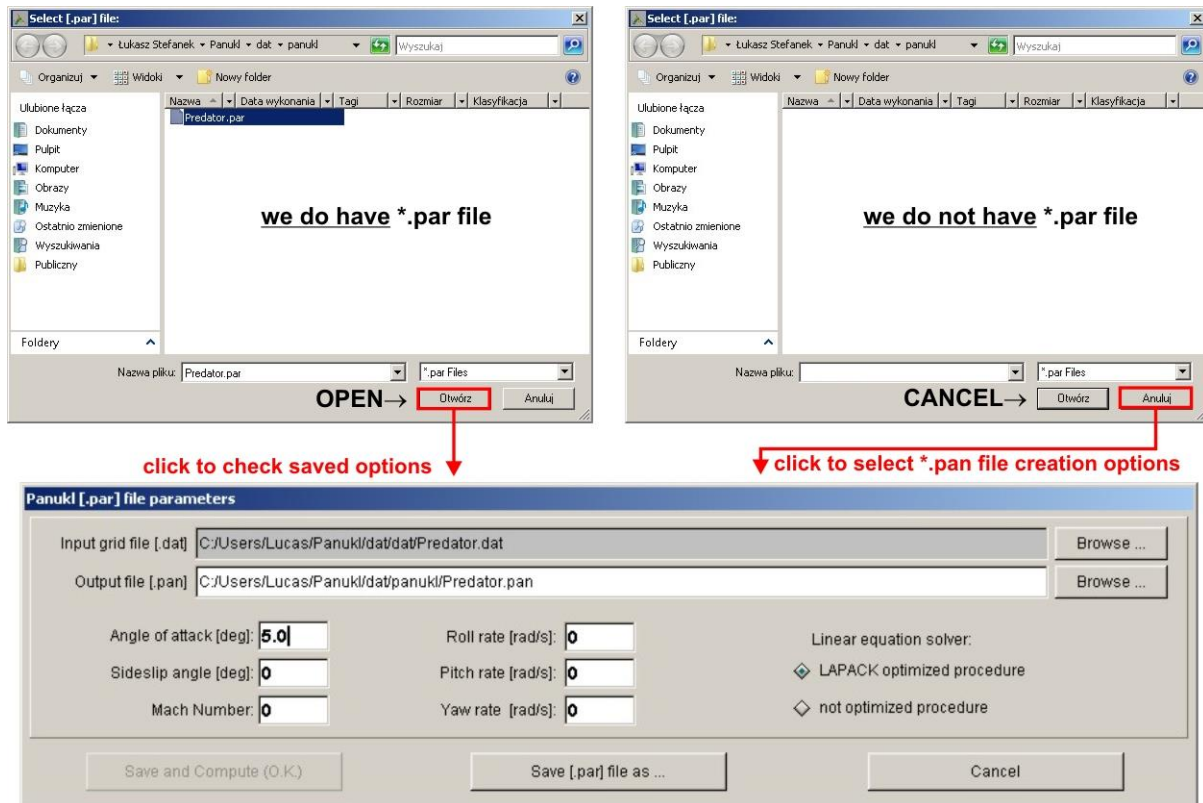 Select [.par] file:
Łukasz Stefanek Panukl dat panukl
Wyszukaj
Organizuj Widoki Nowy folder
Ulubione łącza
Dokumenty
Pulpit
Komputer
Obrazy
Muzyka
Ostatnio zmienione
Wyszukiwania
Publiczny
Foldery
Nazwa Data wykonania Tagi Rozmiar Klasyfikacja
Predator.par
we do have *.par file
Nazwa pliku: Predator.par *.par Files
OPEN→ Otwórz Anuluj
Select [.par] file:
Łukasz Stefanek Panukl dat panukl
Wyszukaj
Organizuj Widoki Nowy folder
Ulubione łącza
Dokumenty
Pulpit
Komputer
Obrazy
Muzyka
Ostatnio zmienione
Wyszukiwania
Publiczny
Foldery
Nazwa Data wykonania Tagi Rozmiar Klasyfikacja
we do not have *.par file
Nazwa pliku: *.par Files
CANCEL→ Otwórz Anuluj
click to check saved options
click to select *.pan file creation options
Panukl [.par] file parameters
Input grid file [.dat] C:/Users/Lucas/Panukl/dat/dat/Predator.dat Browse ...
Output file [.pan] C:/Users/Lucas/Panukl/dat/panukl/Predator.pan Browse ...
Angle of attack [deg]: 5.0 Roll rate [rad/s]: 0 Linear equation solver:
Sideslip angle [deg]: 0 Pitch rate [rad/s]: 0 LAPACK optimized procedure
Mach Number: 0 Yaw rate [rad/s]: 0 not optimized procedure
Save and Compute (O.K.) Save [.par] file as ... Cancel